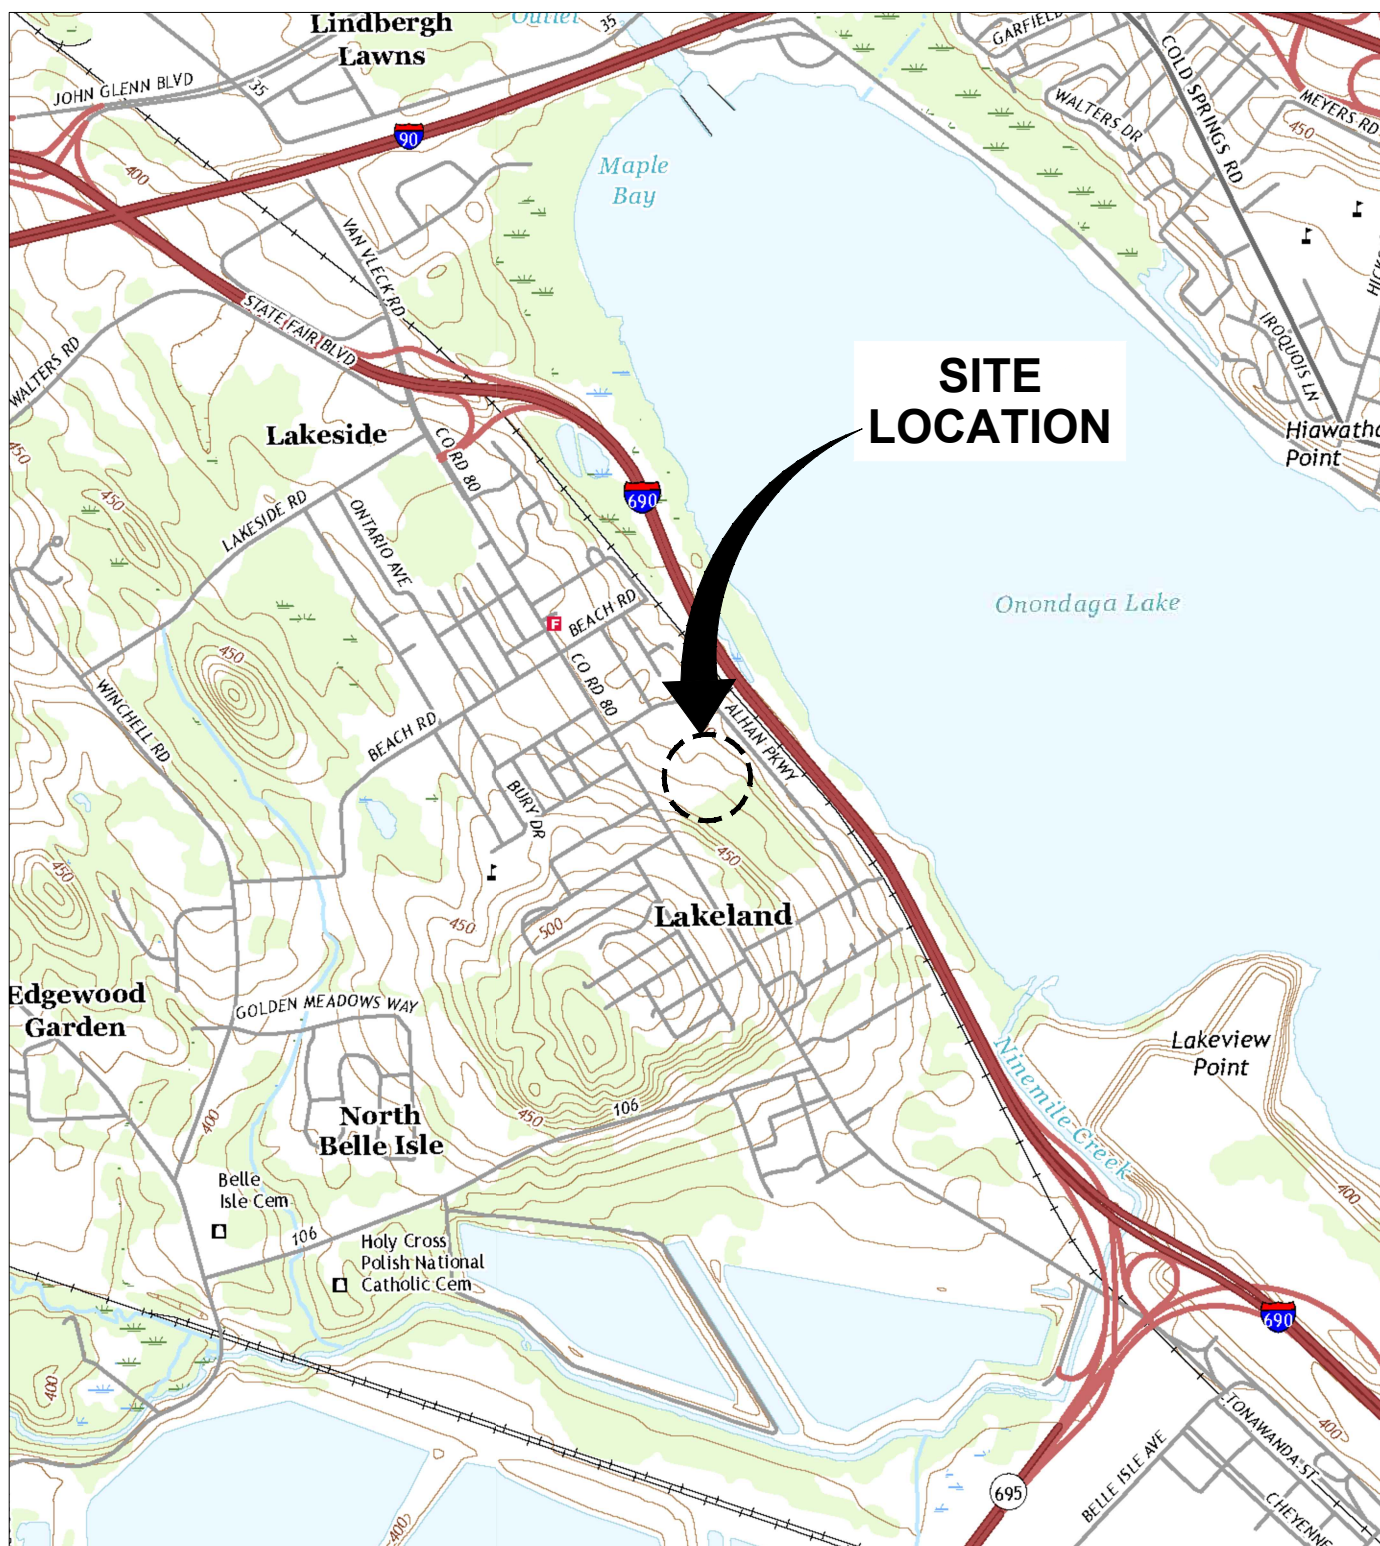 Lindbergh
Lawns
Outlet
35
GARFIELD
COLD SPRINGS RD
JOHN GLENN BLVD
35
WALTERS DR
MEYERS RD
450
90
Maple
Bay
400
VAN VLECK RD
STATE FAIR BLVD
WALTERS RD
IROQUOIS LN
SITE
LOCATION
Lakeside
CO RD 80
Hiawatha
Point
450
450
690
LAKESIDE RD
ONTARIO AVE
Onondaga Lake
F
BEACH RD
450
CO RD 80
WINCHELL RD
BEACH RD
ALHAN PKWY
BURY DR
450
450
Lakeland
450
500
Edgewood
Garden
GOLDEN MEADOWS WAY
Lakeview
Point
Ninemile Creek
400
North
Belle Isle
450
106
Belle
Isle Cem
400
106
Holy Cross
Polish National
Catholic Cem
690
400
TONAWANDA ST
400
BELLE ISLE AVE
695
CHEYENNE
400